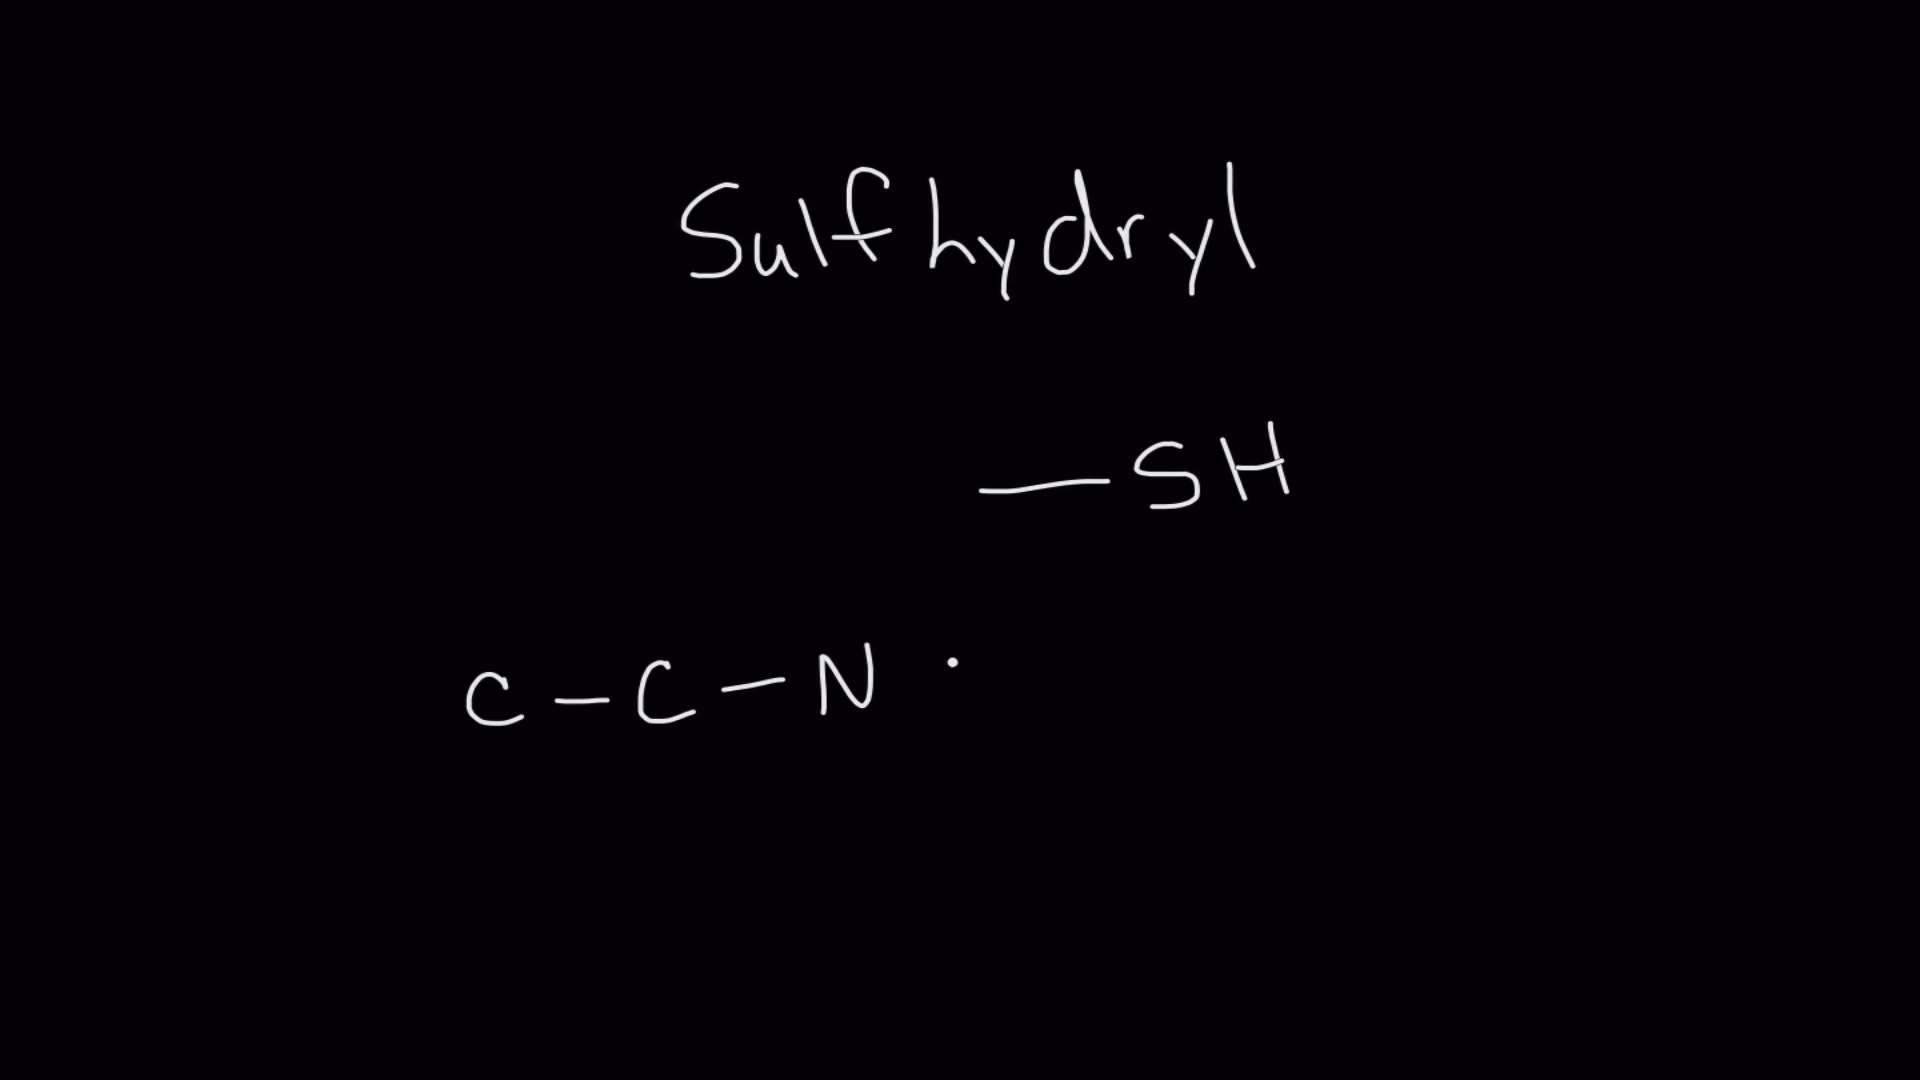 Sulfhydryl
—SH
C – C – N ·